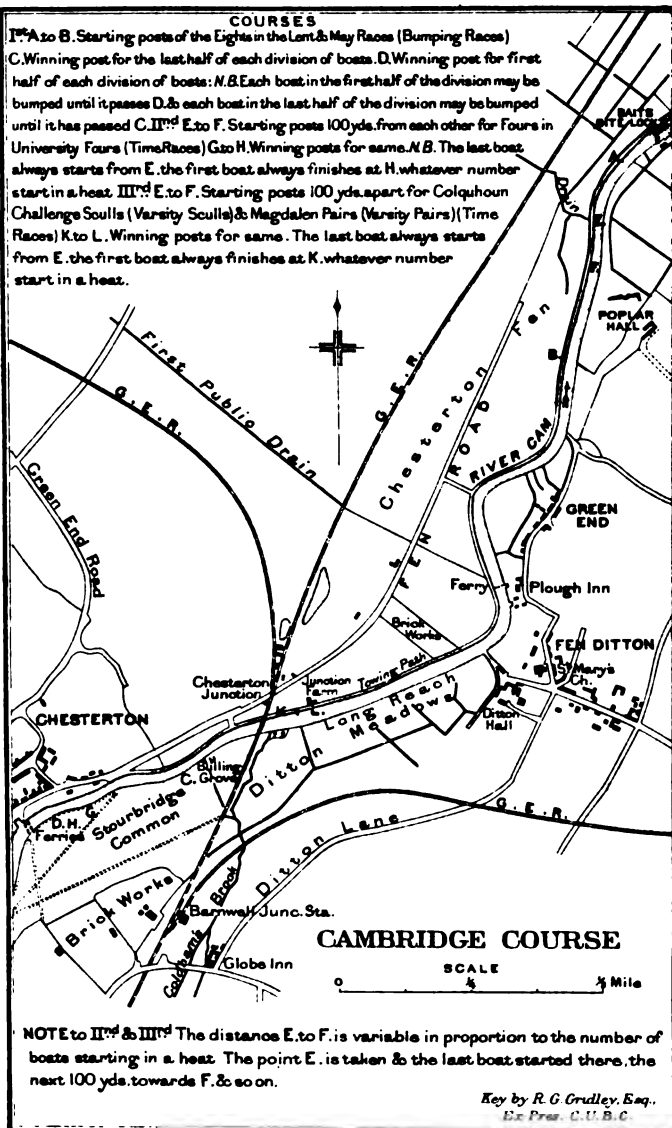 COURSES
Ist A to B. Starting posts of the Eights in the Lent & May Races (Bumping Races)
C. Winning post for the last half of each division of boats. D. Winning post for first
half of each division of boats: N.B. Each boat in the first half of the division may be
bumped until it passes D. & each boat in the last half of the division may be bumped
until it has passed C. IInd E. to F. Starting posts 100 yds. from each other for Fours in
University Fours (Time Races) G. to H. Winning posts for same. N.B. The last boat
always starts from E. the first boat always finishes at H. whatever number
start in a heat IIIrd E. to F. Starting posts 100 yds. apart for Colquhoun
Challenge Sculls (Varsity Sculls) & Magdalen Pairs (Varsity Pairs) (Time
Races) K. to L. Winning posts for same. The last boat always starts
from E. the first boat always finishes at K. whatever number
start in a heat.
BAITS
BITE LOCK
A.
Drain
E.
F.
POPLAR
HALL
B.
First Public Drain
G.E.R.
G.E.R.
Chesterton Fen
FEN ROAD
RIVER CAM
Green End Road
GREEN
END
Ferry
Plough Inn
Brick
Works
FEN DITTON
St Mary's
Ch.
Chesterton
Junction
Junction
Farm
Towing Path
K.
L.
Long Reach
Ditton Meadows
Ditton
Hall
CHESTERTON
Billing
C. Grove
G.
D.H.
Ferries
Stourbridge
Common
G.E.R.
Ditton Lane
Brick Works
Barnwall Junc. Sta.
Coldham's Brook
Globe Inn
CAMBRIDGE COURSE
SCALE
0 ¼ ½ Mile
NOTE to IInd & IIIrd The distance E. to F. is variable in proportion to the number of
boats starting in a heat The point E. is taken & the last boat started there, the
next 100 yds. towards F. & so on.
Key by R. G. Gridley, Esq.,
Ex Pres. C.U.B.C.